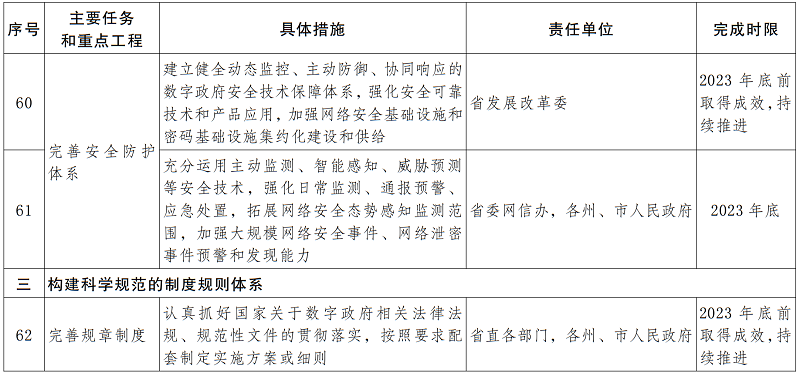 序号
主要任务
和重点工程
具体措施
责任单位
完成时限
60
完善安全防护
体系
建立健全动态监控、主动防御、协同响应的
数字政府安全技术保障体系，强化安全可靠
技术和产品应用，加强网络安全基础设施和
密码基础设施集约化建设和供给
省发展改革委
2023 年底前
取得成效，持
续推进
61
充分运用主动监测、智能感知、威胁预测
等安全技术，强化日常监测、通报预警、
应急处置，拓展网络安全态势感知监测范
围，加强大规模网络安全事件、网络泄密
事件预警和发现能力
省委网信办，各州、市人民政府
2023 年底
三
构建科学规范的制度规则体系
62
完善规章制度
认真抓好国家关于数字政府相关法律法
规、规范性文件的贯彻落实，按照要求配
套制定实施方案或细则
省直各部门，各州、市人民政府
2023 年底前
取得成效，持
续推进